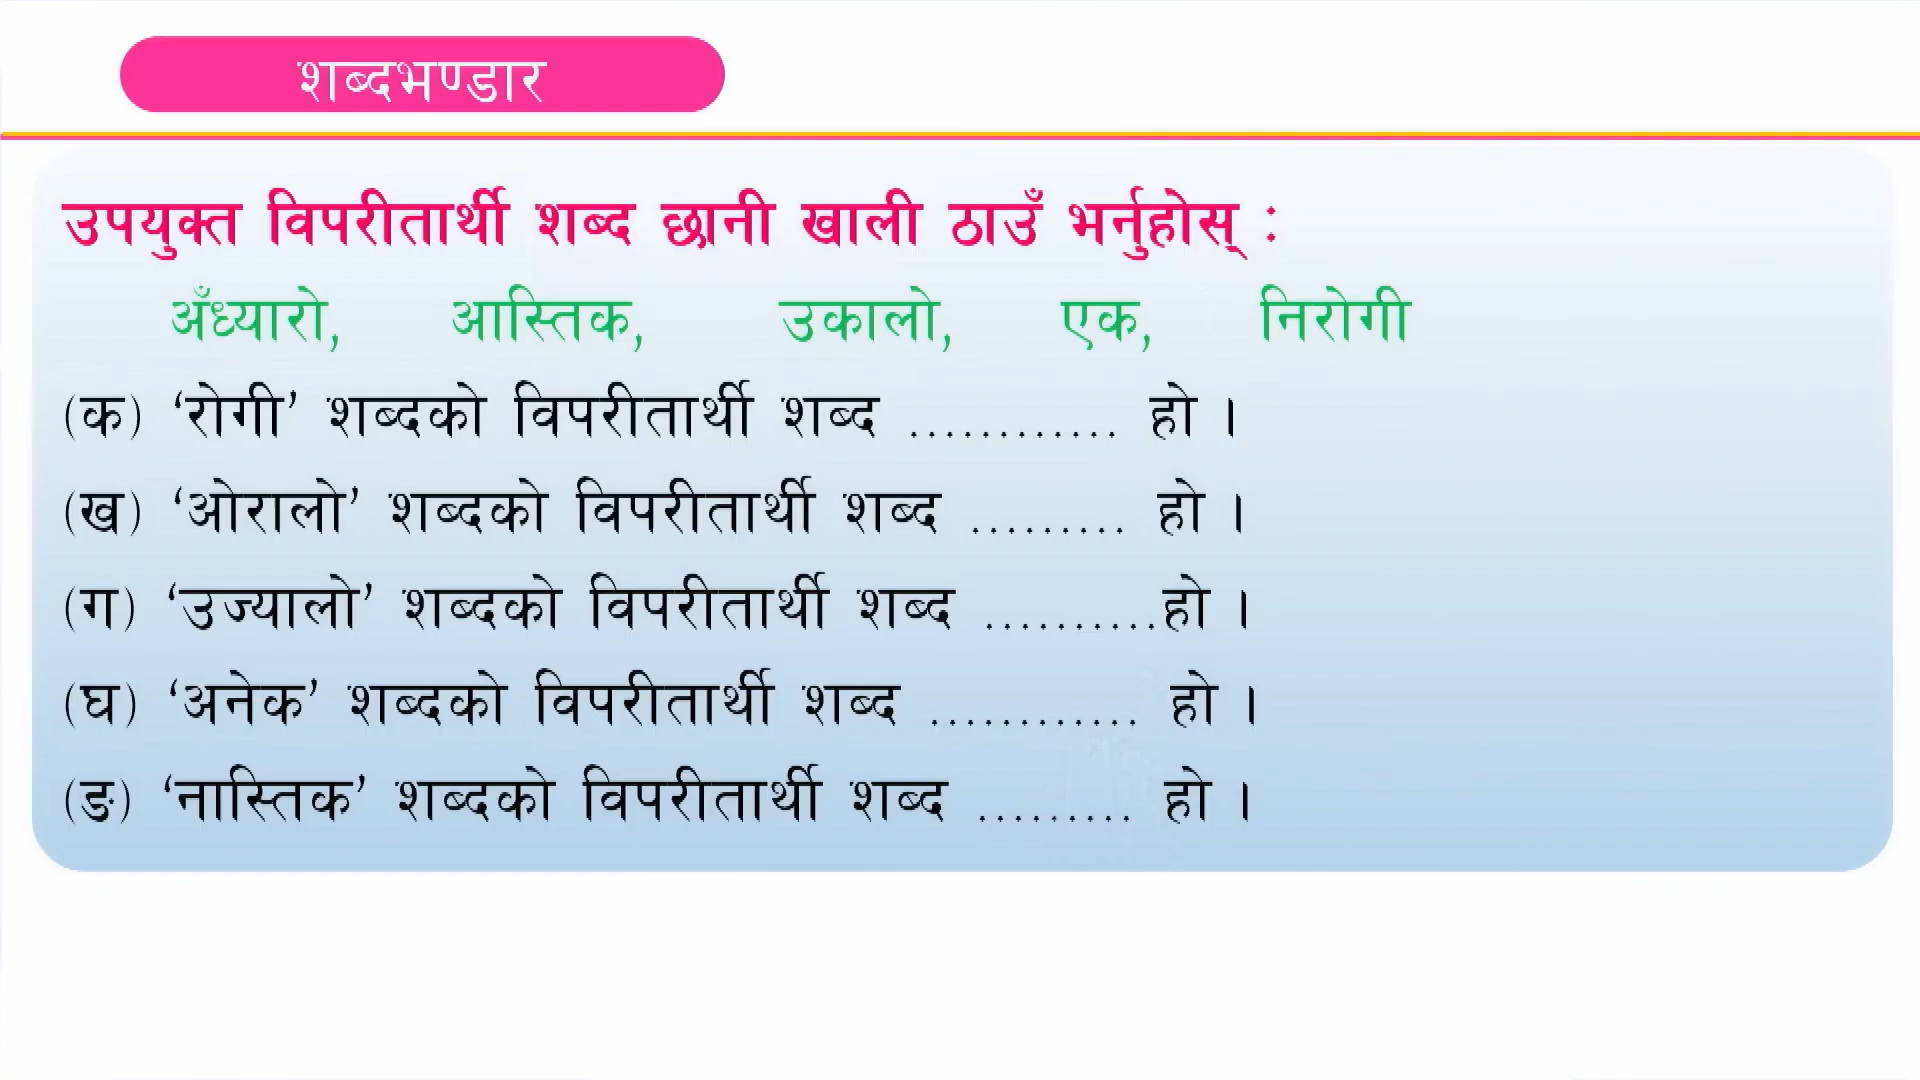 शब्दभण्डार
उपयुक्त विपरीतार्थी शब्द छानी खाली ठाउँ भर्नुहोस् :
अँध्यारो, आस्तिक, उकालो, एक, निरोगी
(क) ‘रोगी’ शब्दको विपरीतार्थी शब्द ............ हो ।
(ख) ‘ओरालो’ शब्दको विपरीतार्थी शब्द ......... हो ।
(ग) ‘उज्यालो’ शब्दको विपरीतार्थी शब्द ..........हो ।
(घ) ‘अनेक’ शब्दको विपरीतार्थी शब्द ............ हो ।
(ङ) ‘नास्तिक’ शब्दको विपरीतार्थी शब्द ......... हो ।